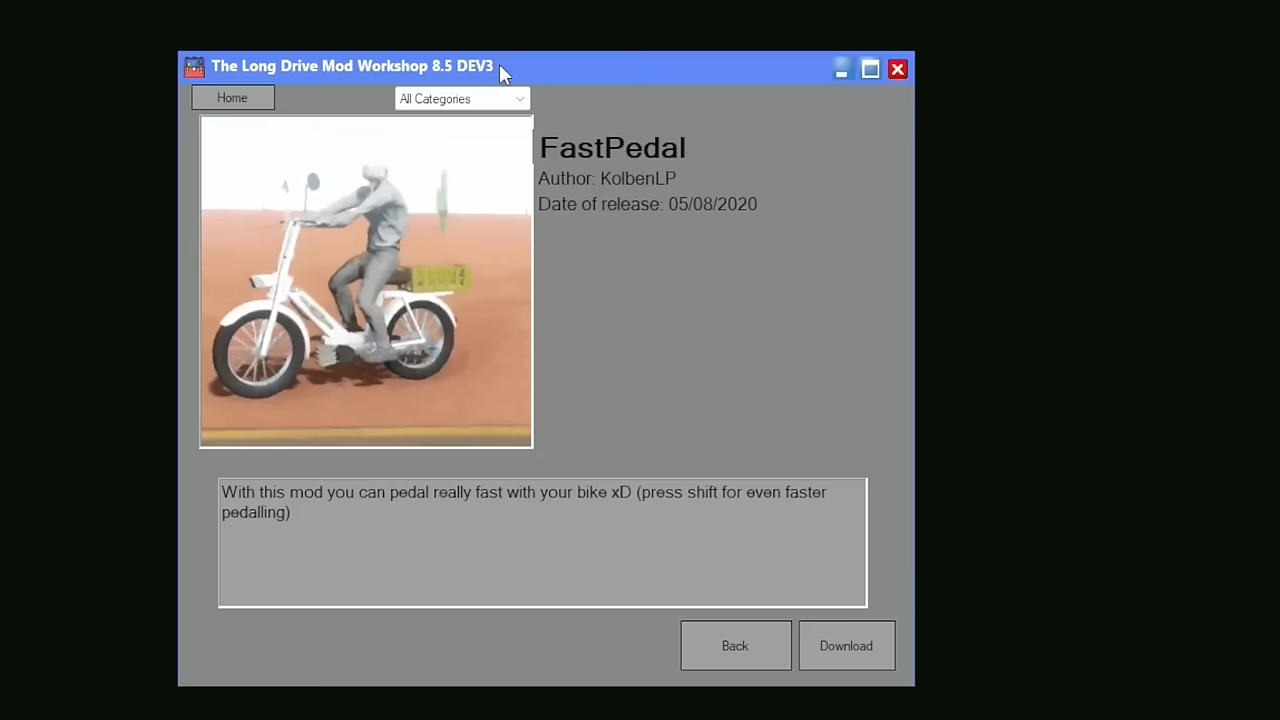 The Long Drive Mod Workshop 8.5 DEV3
Home
All Categories
FastPedal
Author: KolbenLP
Date of release: 05/08/2020
With this mod you can pedal really fast with your bike xD (press shift for even faster
pedalling)
Back
Download